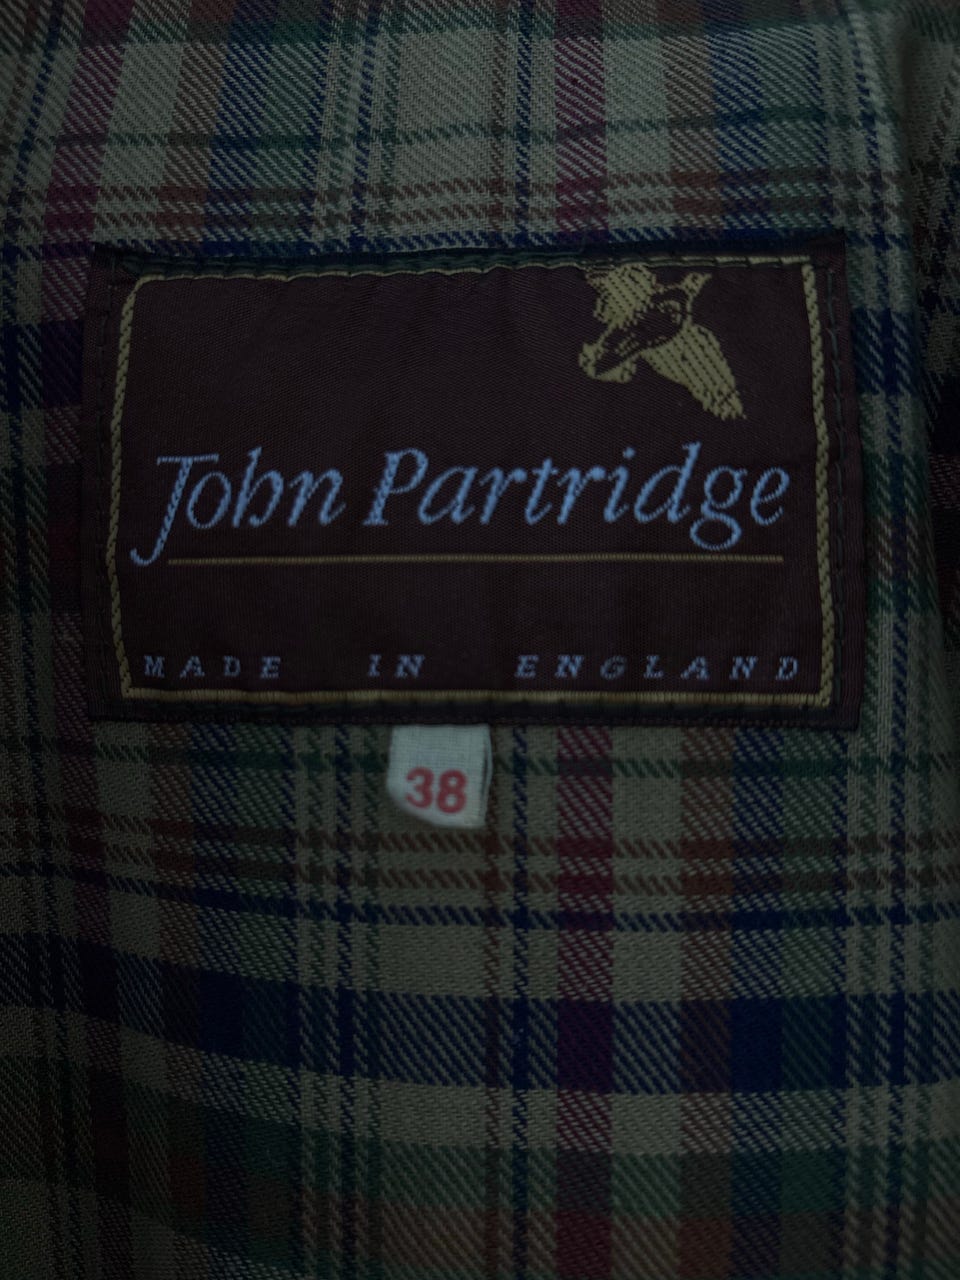 John Partridge
MADE IN ENGLAND
38